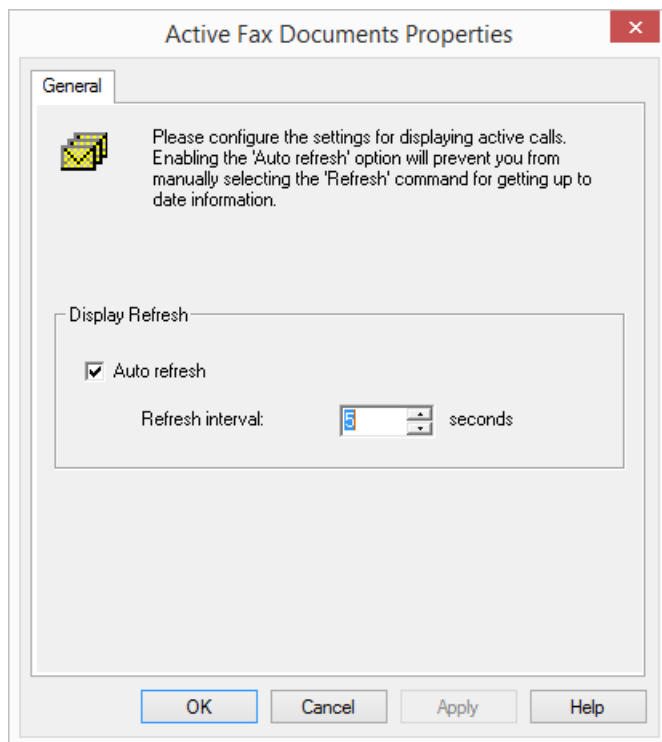 Active Fax Documents Properties
General
Please configure the settings for displaying active calls.
Enabling the 'Auto refresh' option will prevent you from
manually selecting the 'Refresh' command for getting up to
date information.
Display Refresh
Auto refresh
Refresh interval: 5 seconds
OK Cancel Apply Help